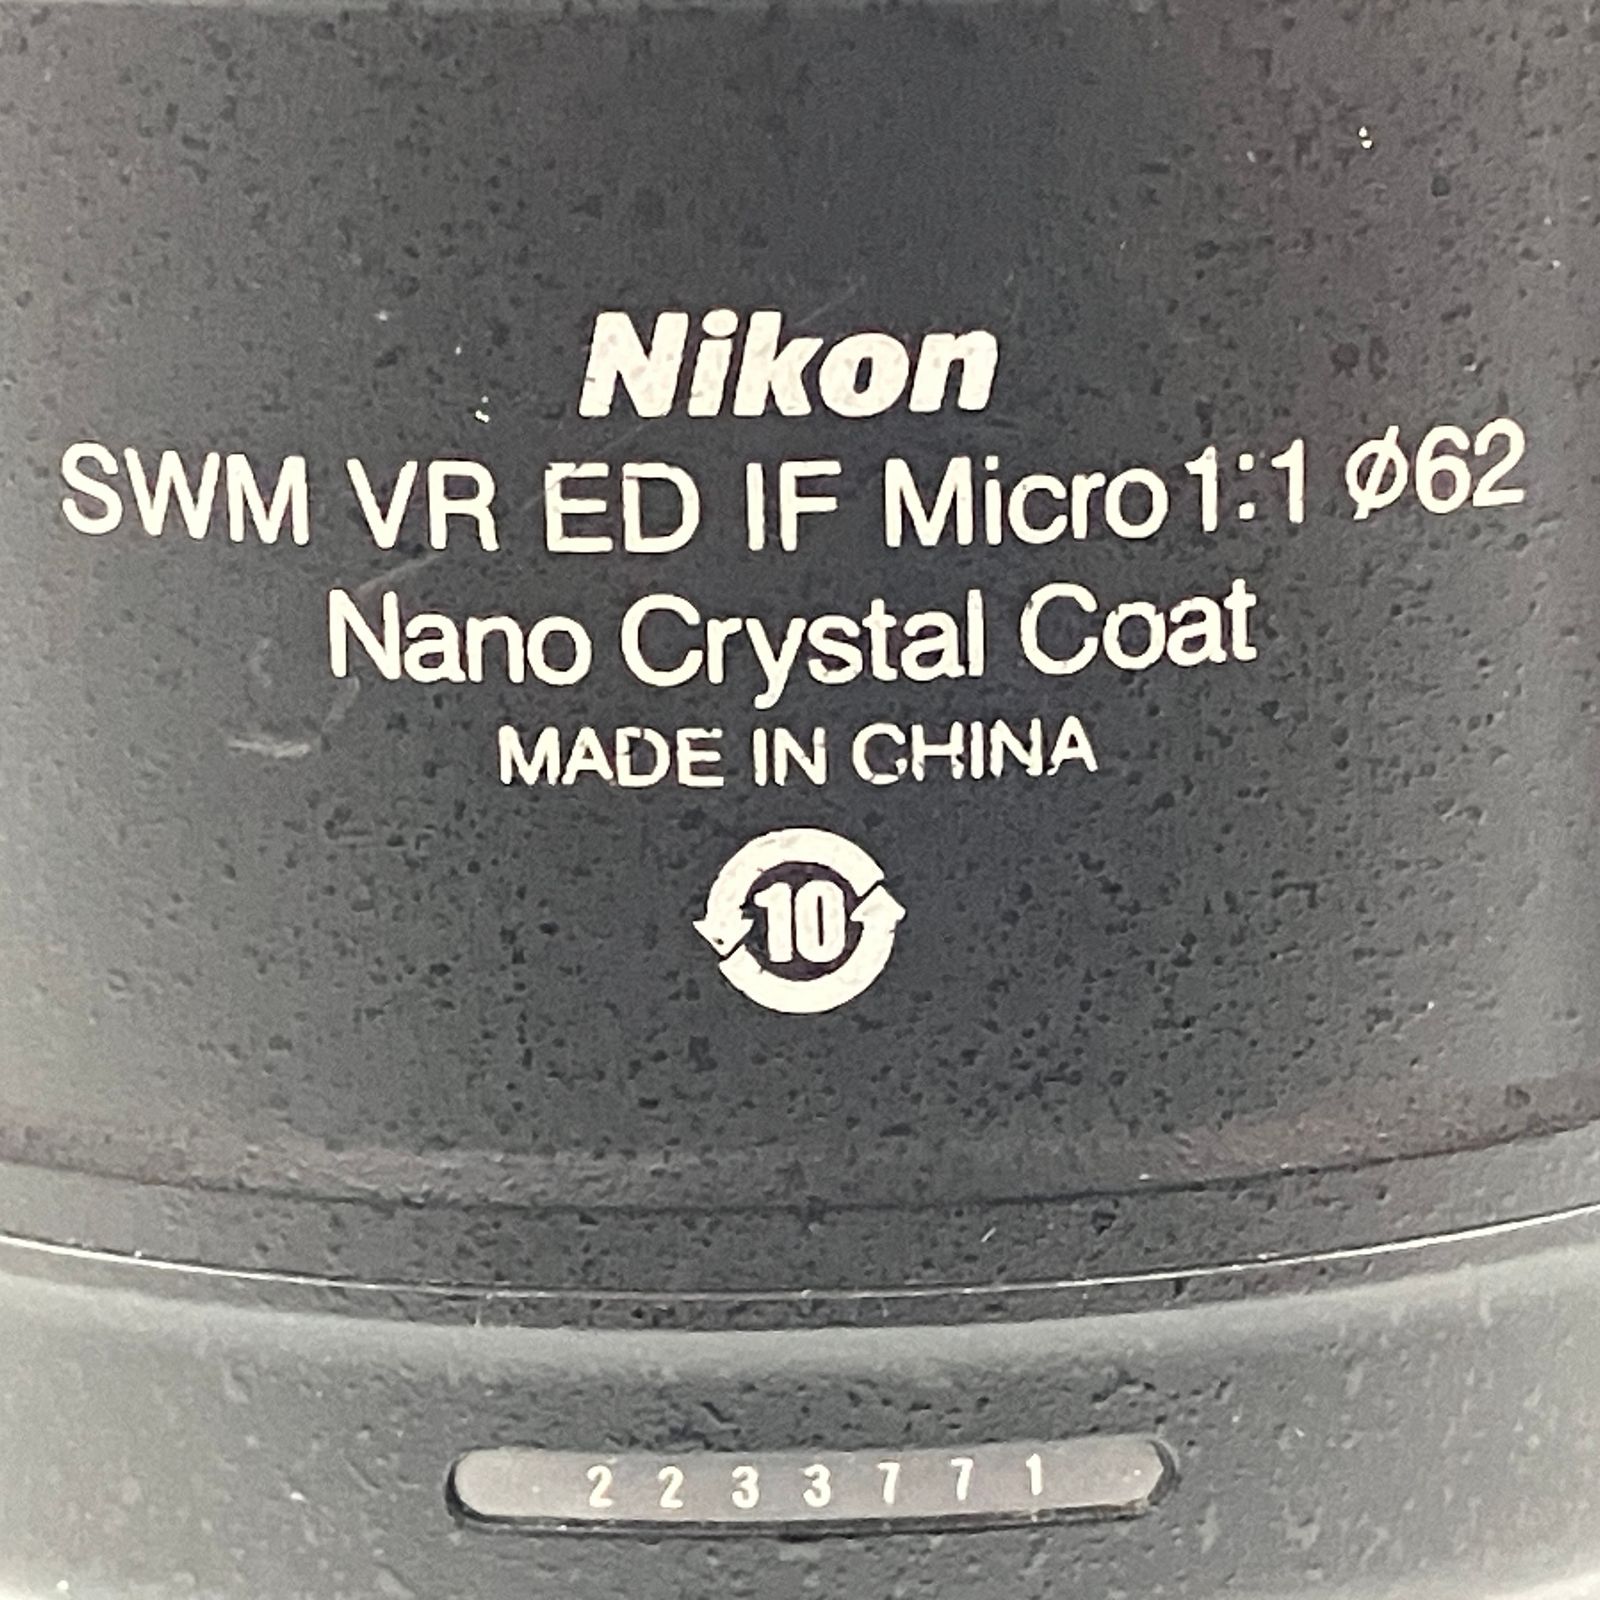 Nikon
SWM VR ED IF Micro 1:1 ø62
Nano Crystal Coat
MADE IN CHINA
10
2233771